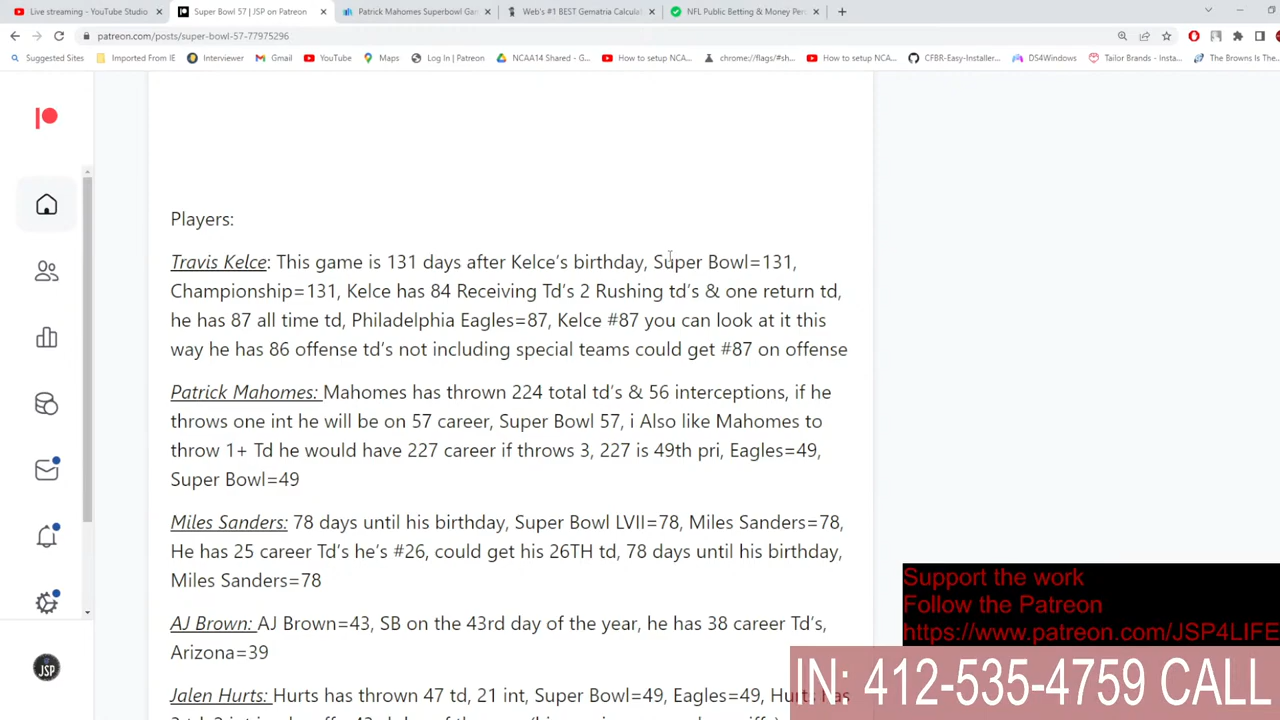 Live streaming - YouTube Studio
Super Bowl 57 | JSP on Patreon
Patrick Mahomes Superbowl Gam
Web's #1 BEST Gematria Calculat
NFL Public Betting & Money Perc
patreon.com/posts/super-bowl-57-77975296
Suggested Sites
Imported From IE
Interviewer
Gmail
YouTube
Maps
Log In | Patreon
NCAA14 Shared - G...
How to setup NCA...
chrome://flags/#sh...
How to setup NCA...
CFBR-Easy-Installer...
DS4Windows
Tailor Brands - Insta...
The Browns Is The...
Players:
Travis Kelce: This game is 131 days after Kelce's birthday, Super Bowl=131,
Championship=131, Kelce has 84 Receiving Td's 2 Rushing td's & one return td,
he has 87 all time td, Philadelphia Eagles=87, Kelce #87 you can look at it this
way he has 86 offense td's not including special teams could get #87 on offense
Patrick Mahomes: Mahomes has thrown 224 total td's & 56 interceptions, if he
throws one int he will be on 57 career, Super Bowl 57, i Also like Mahomes to
throw 1+ Td he would have 227 career if throws 3, 227 is 49th pri, Eagles=49,
Super Bowl=49
Miles Sanders: 78 days until his birthday, Super Bowl LVII=78, Miles Sanders=78,
He has 25 career Td's he's #26, could get his 26TH td, 78 days until his birthday,
Miles Sanders=78
AJ Brown: AJ Brown=43, SB on the 43rd day of the year, he has 38 career Td's,
Arizona=39
Jalen Hurts: Hurts has thrown 47 td, 21 int, Super Bowl=49, Eagles=49, Hurts has
JSP
Support the work
Follow the Patreon
https://www.patreon.com/JSP4LIFE
IN: 412-535-4759 CALL